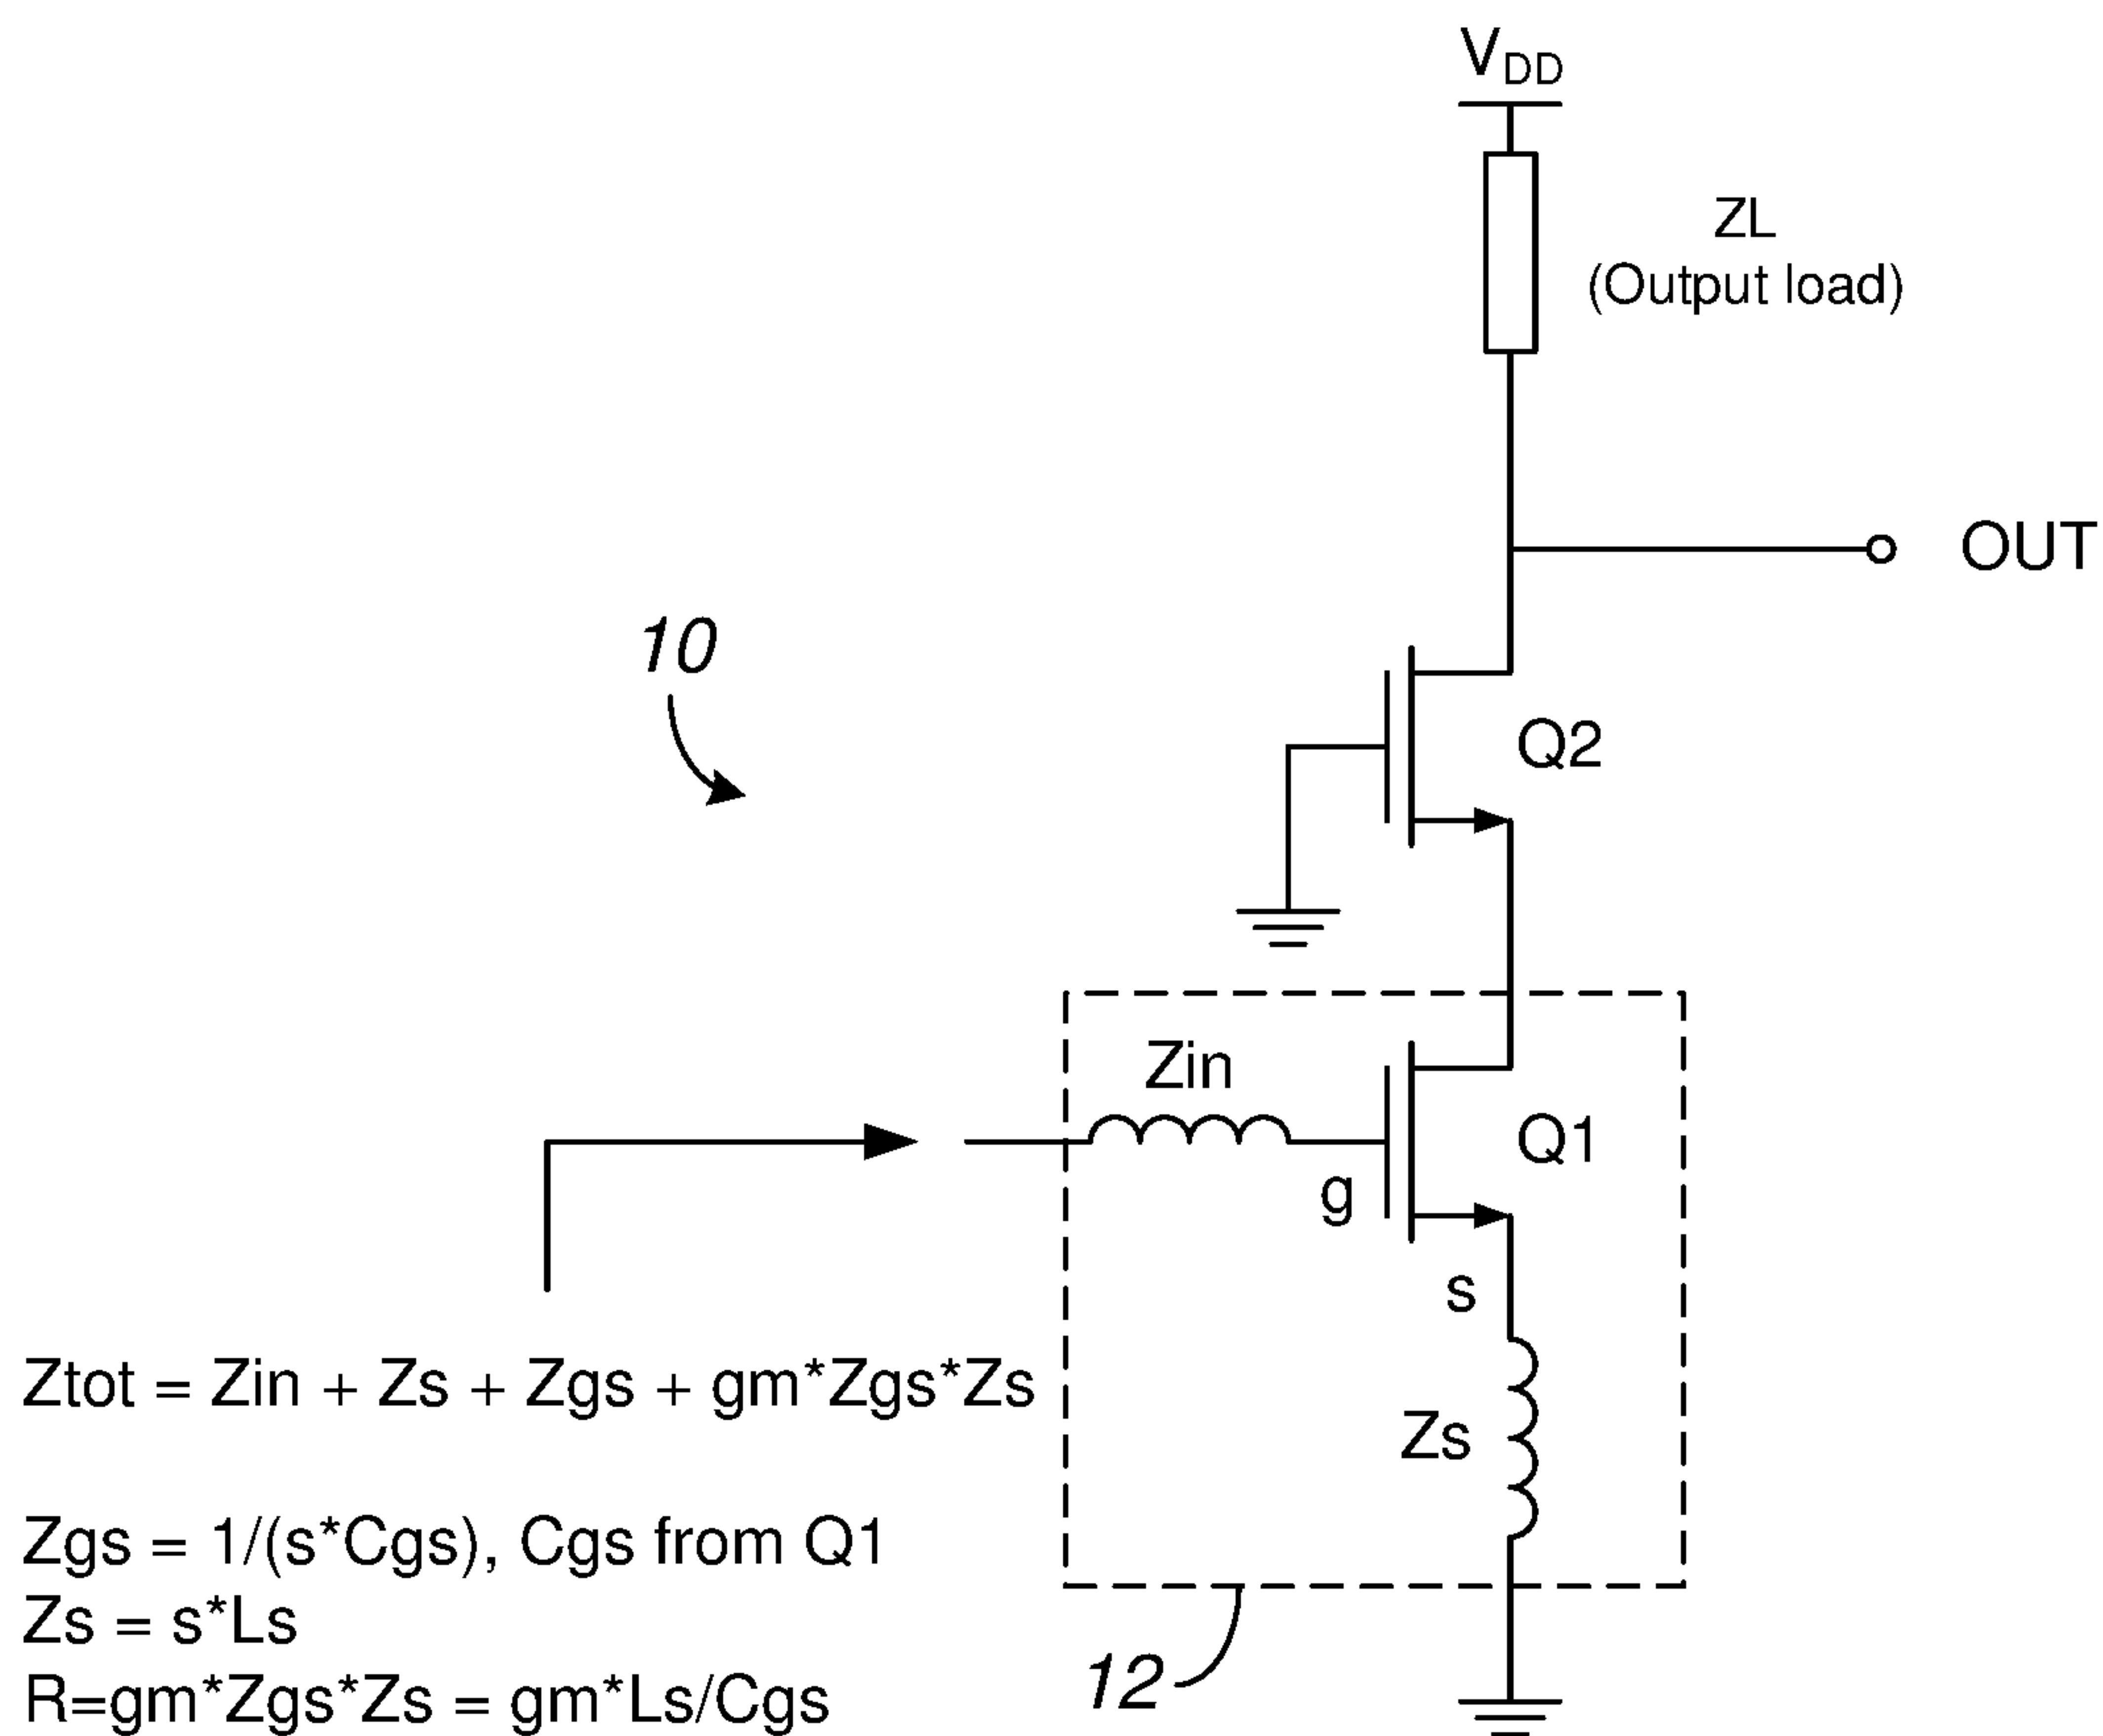 VDD
ZL
(Output load)
OUT
10
Q2
Zin
Q1
g
s
Zs
Ztot = Zin + Zs + Zgs + gm*Zgs*Zs
Zgs = 1/(s*Cgs), Cgs from Q1
Zs = s*Ls
R=gm*Zgs*Zs = gm*Ls/Cgs
12